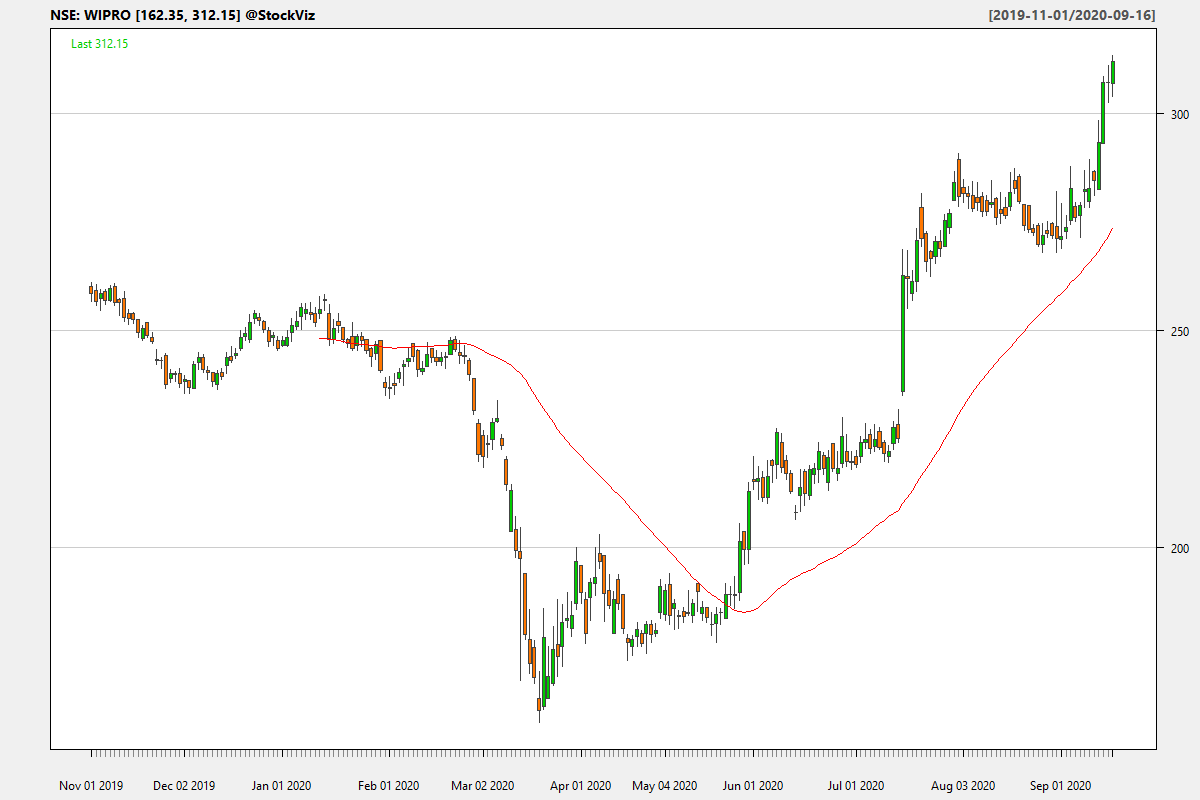 NSE: WIPRO [162.35, 312.15] @StockViz [2019-11-01/2020-09-16]
Last 312.15
300
250
200
Nov 01 2019 Dec 02 2019 Jan 01 2020 Feb 01 2020 Mar 02 2020 Apr 01 2020 May 04 2020 Jun 01 2020 Jul 01 2020 Aug 03 2020 Sep 01 2020